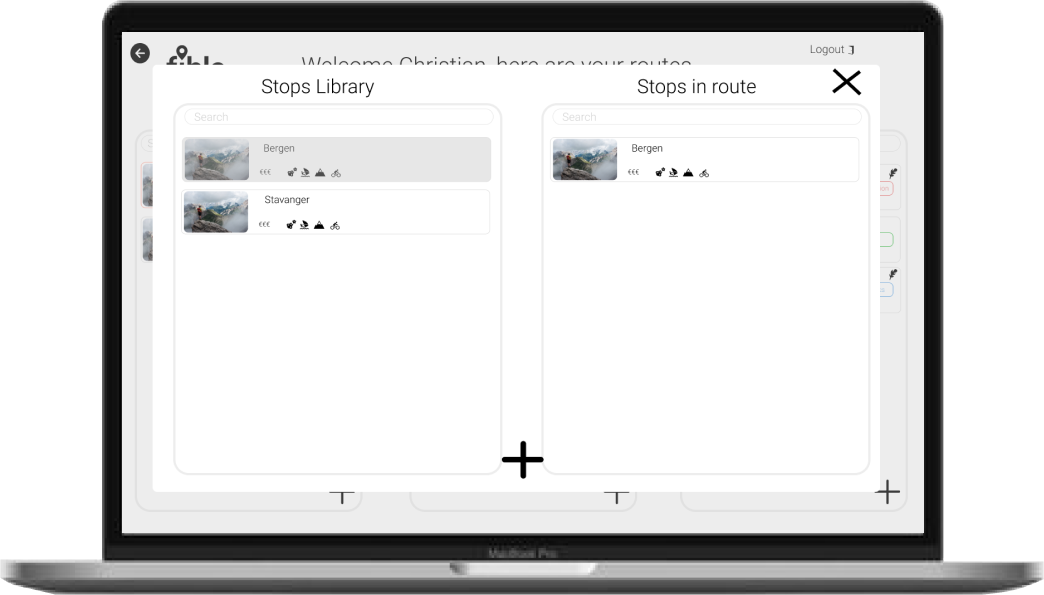 Logout
Welcome Christian, here are your routes
Stops Library
Search
Bergen
€€€
Stavanger
€€€
Stops in route
Search
Bergen
€€€
MacBook Pro